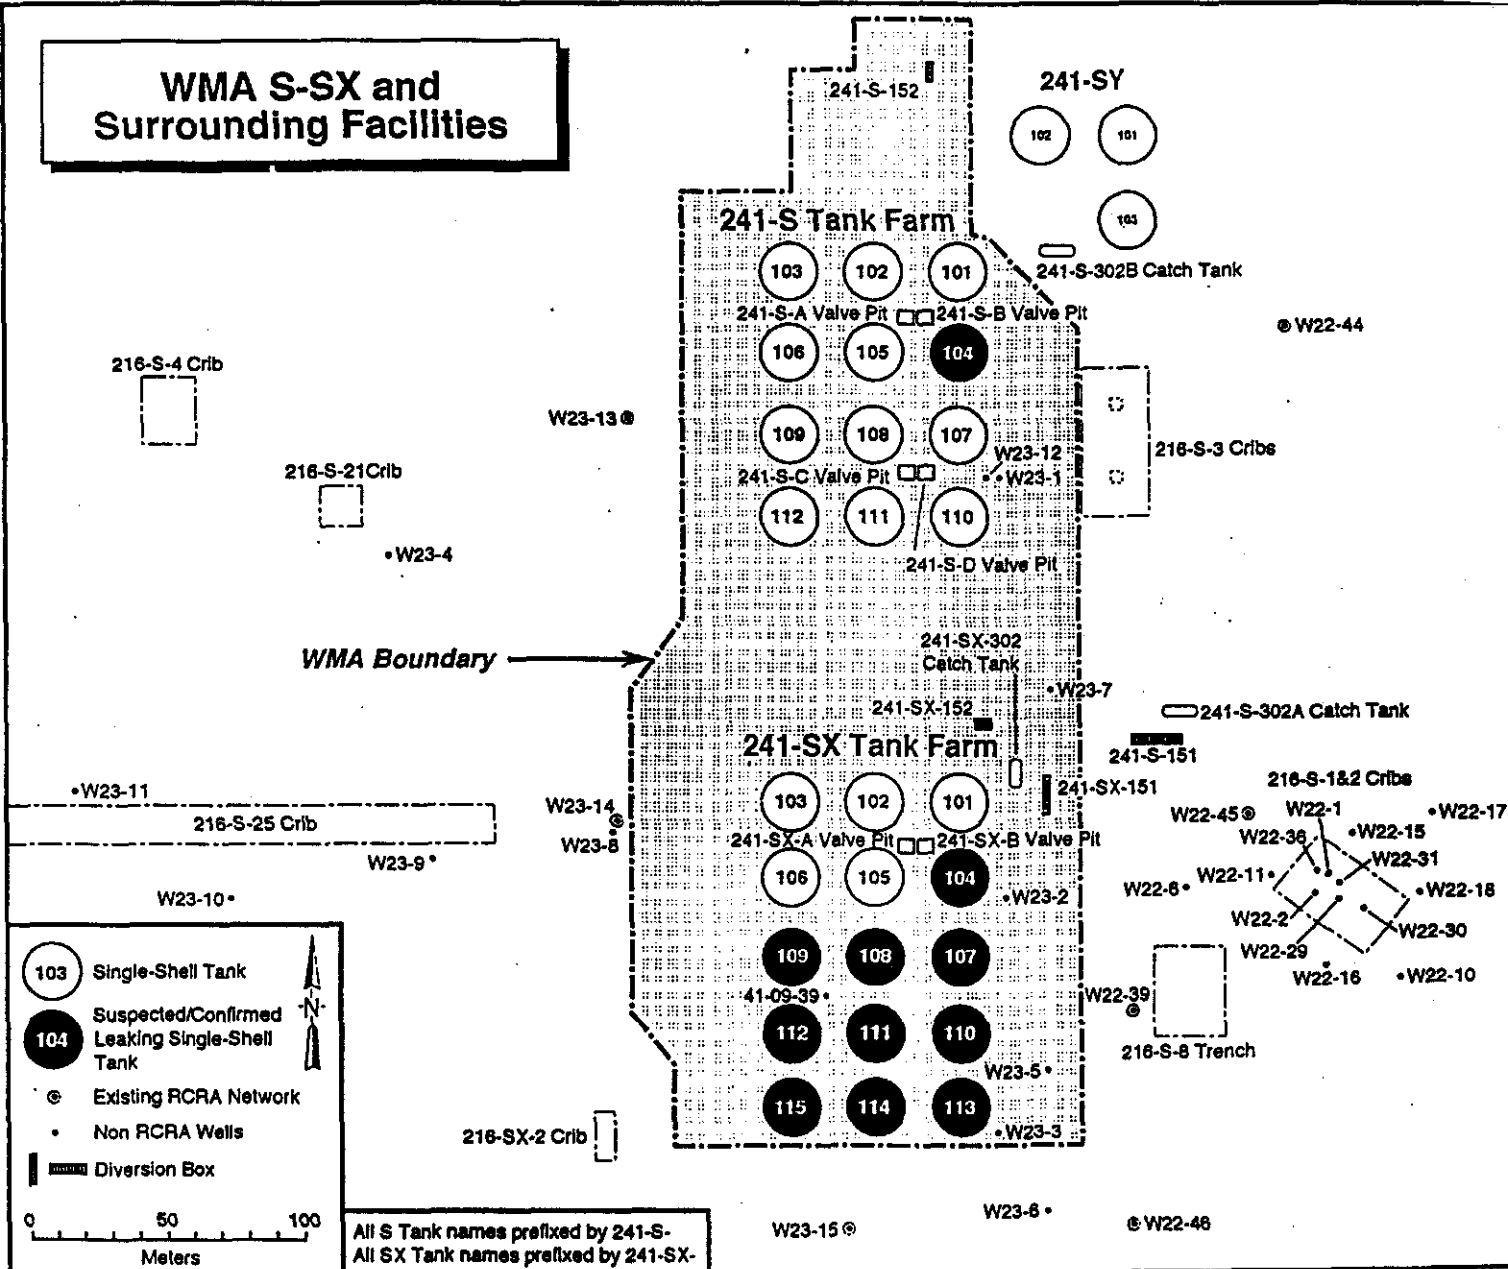 WMA S-SX and
Surrounding Facilities
241-S-152
241-SY
102
101
103
241-S Tank Farm
103
102
101
241-S-302B Catch Tank
241-S-A Valve Pit
241-S-B Valve Pit
W22-44
106
105
104
216-S-4 Crib
W23-13
109
108
107
W23-12
216-S-3 Cribs
216-S-21Crib
241-S-C Valve Pit
W23-1
112
111
110
W23-4
241-S-D Valve Pit
WMA Boundary
241-SX-302
Catch Tank
W23-7
241-SX-152
241-S-302A Catch Tank
241-SX Tank Farm
241-S-151
216-S-1&2 Cribs
W23-11
103
102
101
241-SX-151
W23-14
W22-45
W22-1
W22-17
216-S-25 Crib
W23-8
241-SX-A Valve Pit
241-SX-B Valve Pit
W22-36
W22-15
W23-9
W22-31
106
105
104
W22-11
W22-6
W22-18
W23-10
W23-2
W22-2
W22-30
W22-29
109
108
107
W22-16
W22-10
41-09-39
W22-39
112
111
110
216-S-8 Trench
W23-5
115
114
113
216-SX-2 Crib
W23-3
W23-6
W23-15
W22-46
103 Single-Shell Tank
-N-
104 Suspected/Confirmed
Leaking Single-Shell
Tank
Existing RCRA Network
Non RCRA Wells
Diversion Box
0 50 100
Meters
All S Tank names prefixed by 241-S-
All SX Tank names prefixed by 241-SX-